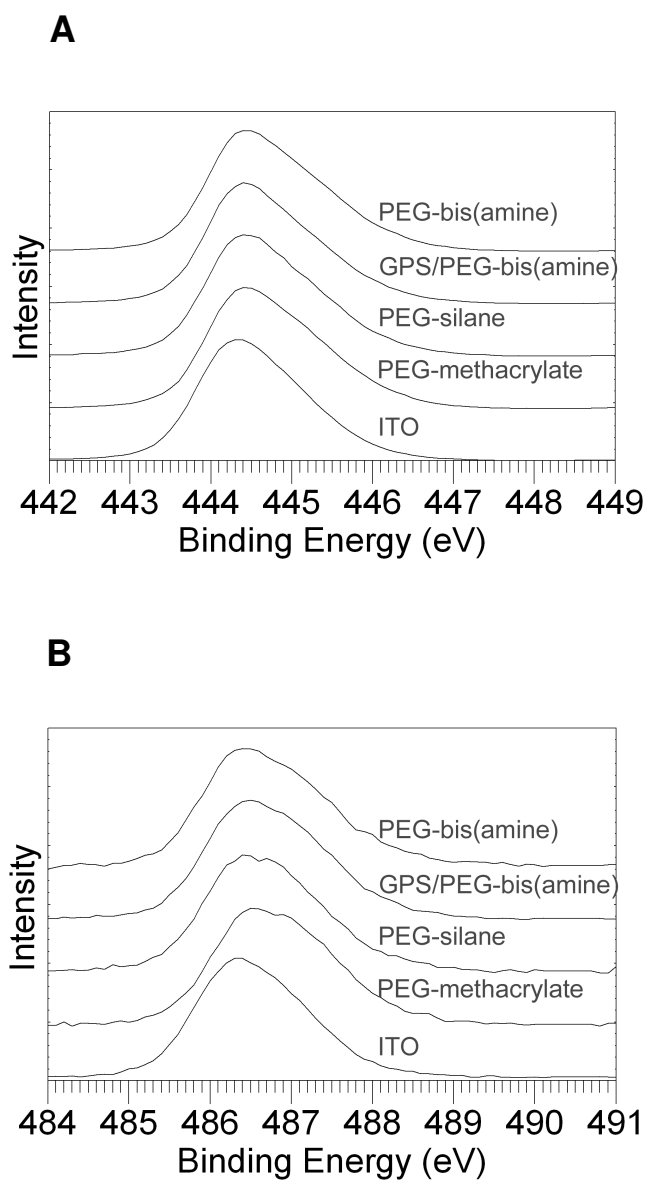 A
Intensity
PEG-bis(amine)
GPS/PEG-bis(amine)
PEG-silane
PEG-methacrylate
ITO
442 443 444 445 446 447 448 449
Binding Energy (eV)
B
Intensity
PEG-bis(amine)
GPS/PEG-bis(amine)
PEG-silane
PEG-methacrylate
ITO
484 485 486 487 488 489 490 491
Binding Energy (eV)